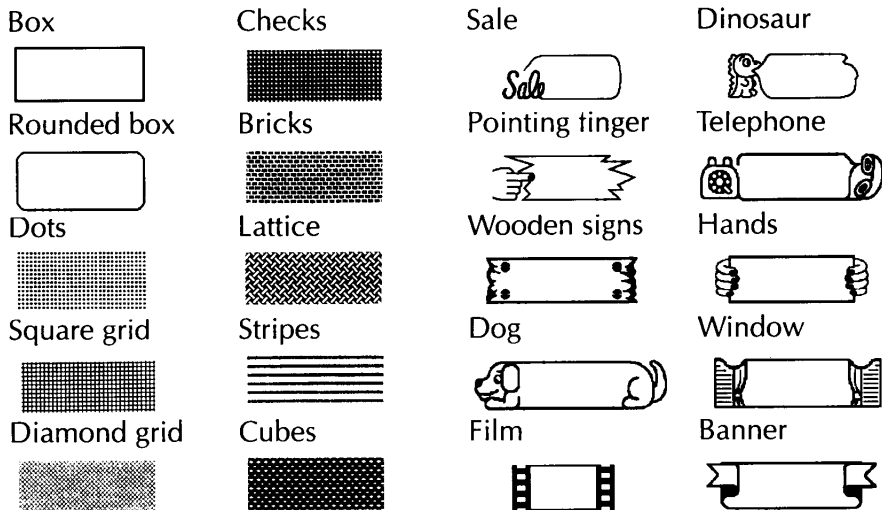 Box
Checks
Sale
Dinosaur
Sale
Rounded box
Bricks
Pointing finger
Telephone
Dots
Lattice
Wooden signs
Hands
Square grid
Stripes
Dog
Window
Diamond grid
Cubes
Film
Banner